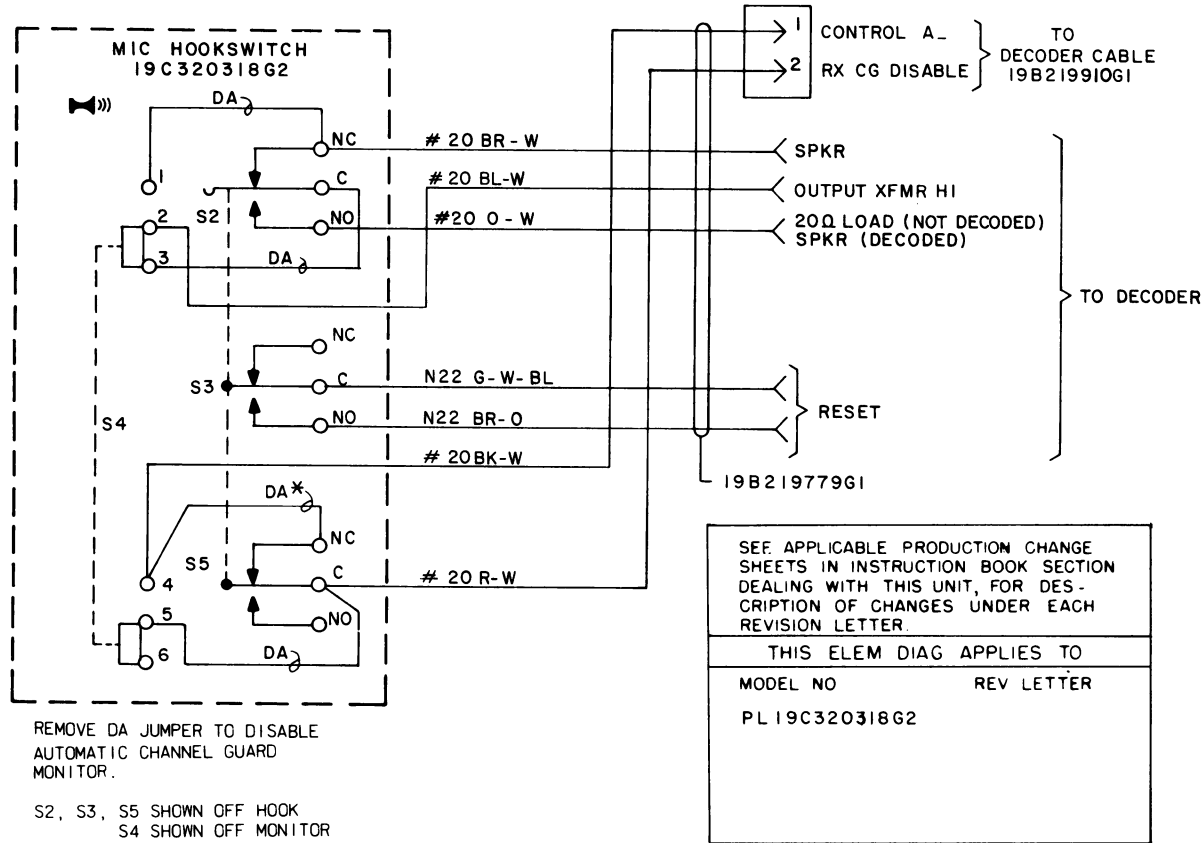 MIC HOOKSWITCH
19C320318G2
DA
NC
1
C
S2
2
NO
3
DA
# 20 BR - W
# 20 BL-W
#20 O - W
1 CONTROL A_
2 RX CG DISABLE
TO
DECODER CABLE
19B219910G1
SPKR
OUTPUT XFMR HI
20Ω LOAD (NOT DECODED)
SPKR (DECODED)
TO DECODER
NC
S3
C
NO
N22 G-W-BL
N22 BR-O
RESET
S4
# 20BK-W
19B219779G1
DA*
NC
S5
C
4
NO
5
6
DA
# 20 R-W
REMOVE DA JUMPER TO DISABLE
AUTOMATIC CHANNEL GUARD
MONITOR.
S2, S3, S5 SHOWN OFF HOOK
S4 SHOWN OFF MONITOR
SEE APPLICABLE PRODUCTION CHANGE
SHEETS IN INSTRUCTION BOOK SECTION
DEALING WITH THIS UNIT, FOR DES-
CRIPTION OF CHANGES UNDER EACH
REVISION LETTER.
THIS ELEM DIAG APPLIES TO
MODEL NO REV LETTER
PL19C320318G2